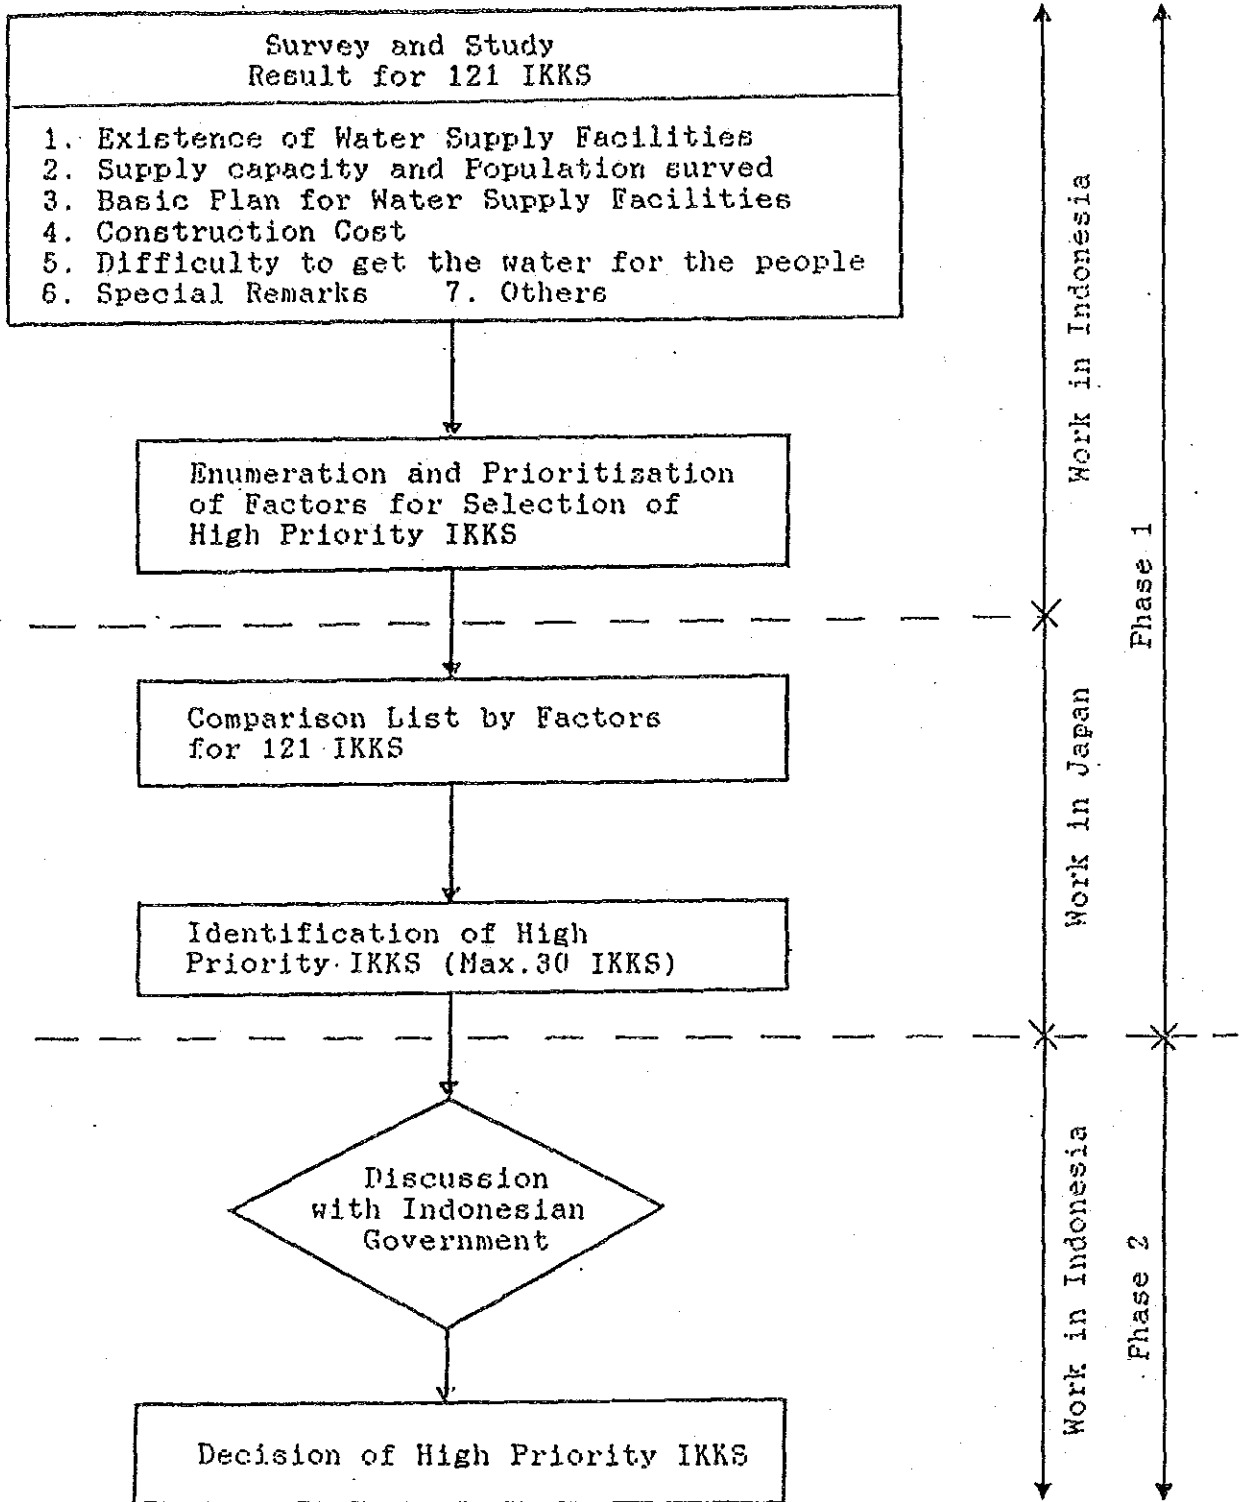 Survey and Study
Result for 121 IKKS
1. Existence of Water Supply Facilities
2. Supply capacity and Population surved
3. Basic Plan for Water Supply Facilities
4. Construction Cost
5. Difficulty to get the water for the people
6. Special Remarks 7. Others
Enumeration and Prioritization
of Factors for Selection of
High Priority IKKS
Comparison List by Factors
for 121 IKKS
Identification of High
Priority IKKS (Max.30 IKKS)
Discussion
with Indonesian
Government
Decision of High Priority IKKS
Work in Indonesia
Work in Japan
Phase 1
Work in Indonesia
Phase 2